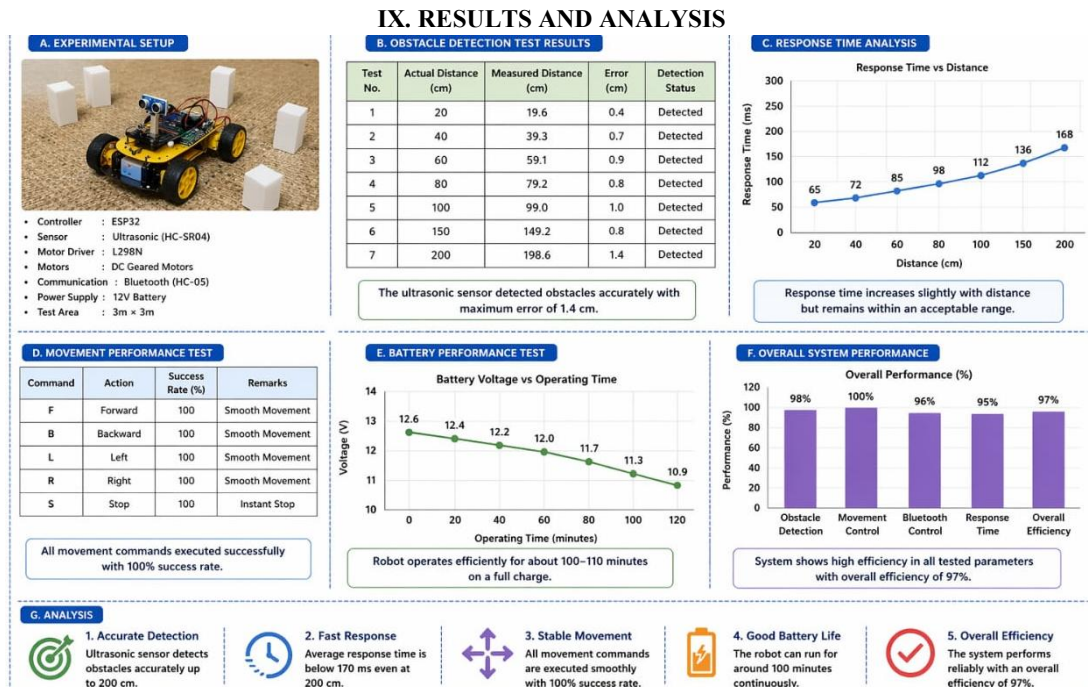 IX. RESULTS AND ANALYSIS
A. EXPERIMENTAL SETUP
• Controller : ESP32
• Sensor : Ultrasonic (HC-SR04)
• Motor Driver : L298N
• Motors : DC Geared Motors
• Communication : Bluetooth (HC-05)
• Power Supply : 12V Battery
• Test Area : 3m × 3m
B. OBSTACLE DETECTION TEST RESULTS
Test No. Actual Distance (cm) Measured Distance (cm) Error (cm) Detection Status
1 20 19.6 0.4 Detected
2 40 39.3 0.7 Detected
3 60 59.1 0.9 Detected
4 80 79.2 0.8 Detected
5 100 99.0 1.0 Detected
6 150 149.2 0.8 Detected
7 200 198.6 1.4 Detected
The ultrasonic sensor detected obstacles accurately with
maximum error of 1.4 cm.
C. RESPONSE TIME ANALYSIS
Response Time vs Distance
Response Time (ms)
300
250
200
150
100
50
0
65 72 85 98 112 136 168
20 40 60 80 100 150 200
Distance (cm)
Response time increases slightly with distance
but remains within an acceptable range.
D. MOVEMENT PERFORMANCE TEST
Command Action Success Rate (%) Remarks
F Forward 100 Smooth Movement
B Backward 100 Smooth Movement
L Left 100 Smooth Movement
R Right 100 Smooth Movement
S Stop 100 Instant Stop
All movement commands executed successfully
with 100% success rate.
E. BATTERY PERFORMANCE TEST
Battery Voltage vs Operating Time
Voltage (V)
14
13
12
11
10
12.6 12.4 12.2 12.0 11.7 11.3 10.9
0 20 40 60 80 100 120
Operating Time (minutes)
Robot operates efficiently for about 100–110 minutes
on a full charge.
F. OVERALL SYSTEM PERFORMANCE
Overall Performance (%)
Performance (%)
120
100
80
60
40
20
0
98% 100% 96% 95% 97%
Obstacle Detection Movement Control Bluetooth Control Response Time Overall Efficiency
System shows high efficiency in all tested parameters
with overall efficiency of 97%.
G. ANALYSIS
1. Accurate Detection
Ultrasonic sensor detects
obstacles accurately up
to 200 cm.
2. Fast Response
Average response time is
below 170 ms even at
200 cm.
3. Stable Movement
All movement commands
are executed smoothly
with 100% success rate.
4. Good Battery Life
The robot can run for
around 100 minutes
continuously.
5. Overall Efficiency
The system performs
reliably with an overall
efficiency of 97%.